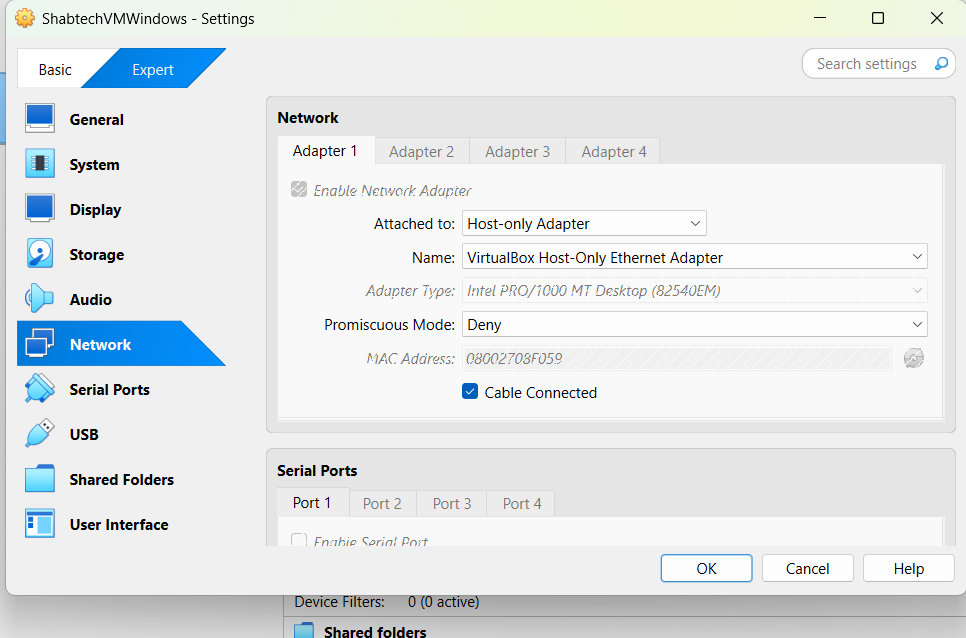 ShabtechVMWindows - Settings
Basic
Expert
Search settings
General
System
Display
Storage
Audio
Network
Serial Ports
USB
Shared Folders
User Interface
Network
Adapter 1
Adapter 2
Adapter 3
Adapter 4
Enable Network Adapter
Attached to: Host-only Adapter
Name: VirtualBox Host-Only Ethernet Adapter
Adapter Type: Intel PRO/1000 MT Desktop (82540EM)
Promiscuous Mode: Deny
MAC Address: 08002708F059
Cable Connected
Serial Ports
Port 1
Port 2
Port 3
Port 4
Enable Serial Port
OK
Cancel
Help
Device Filters: 0 (0 active)
Shared folders